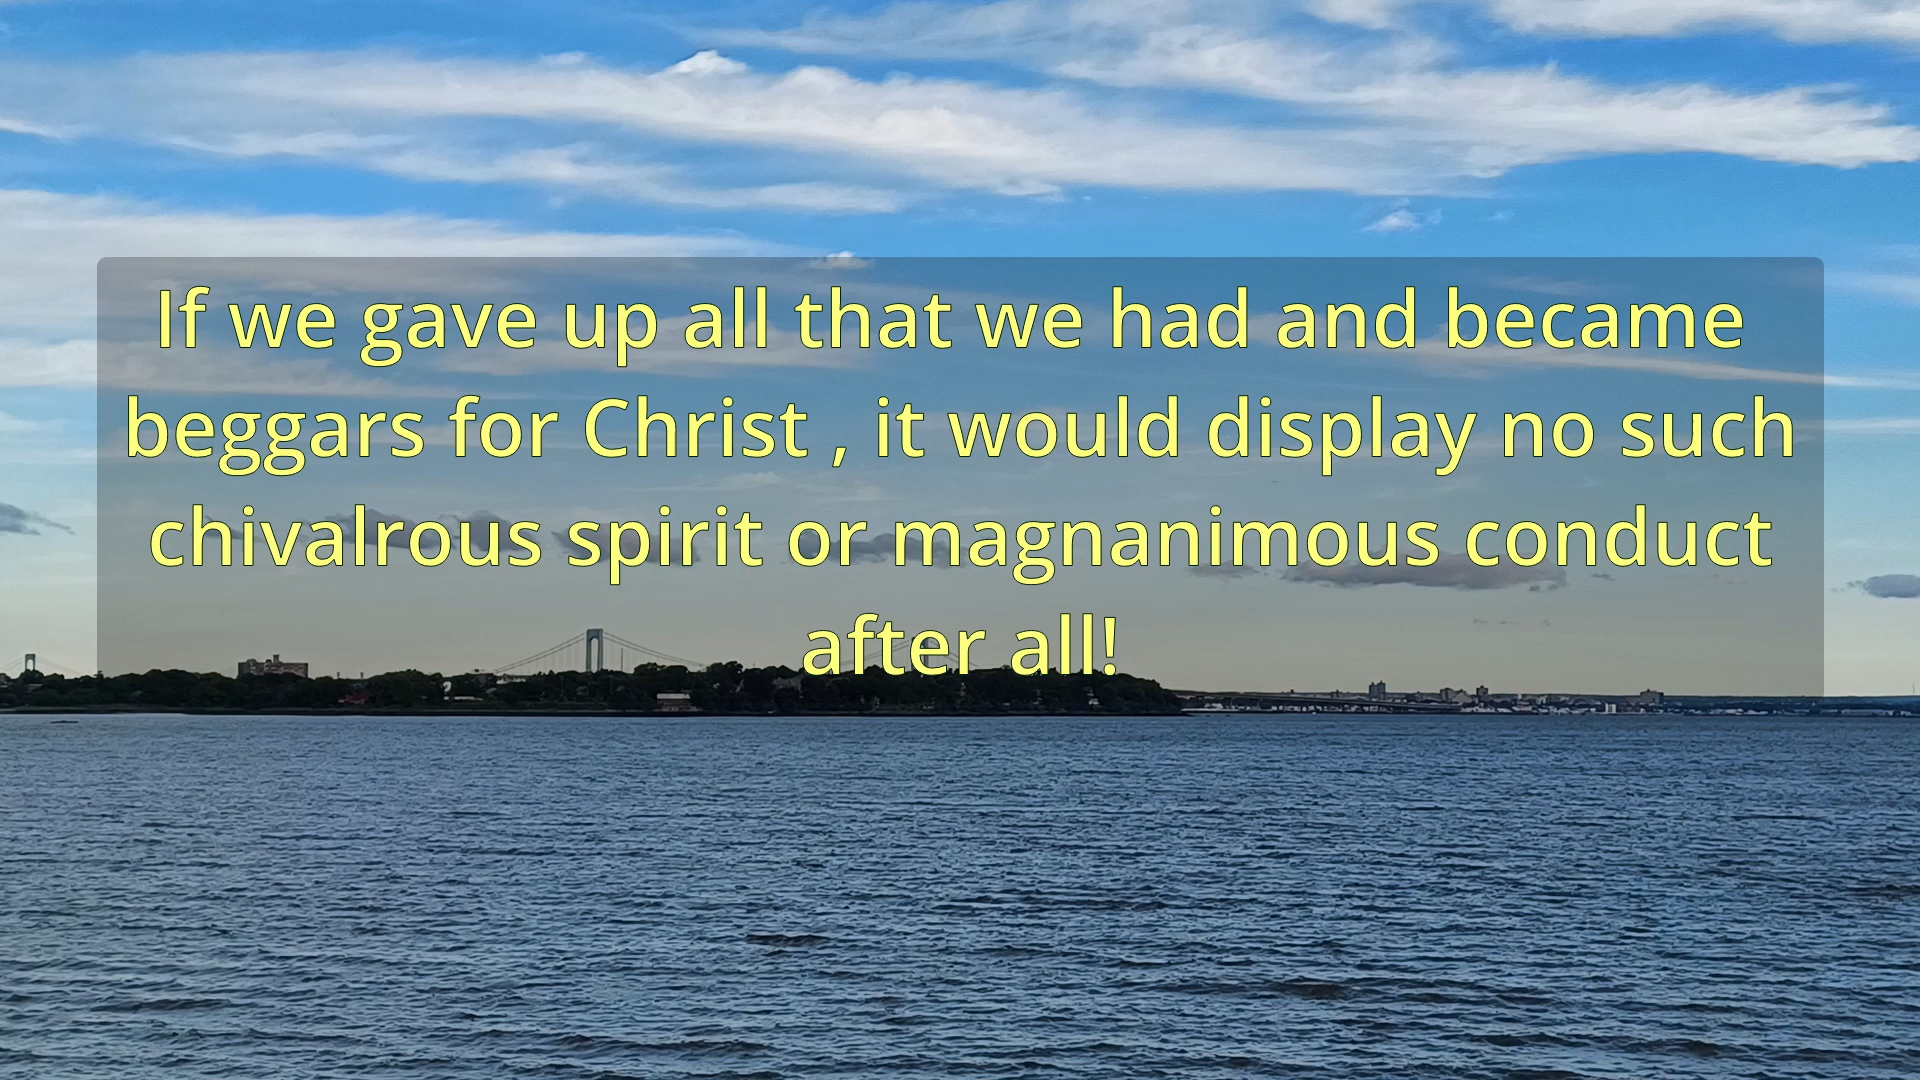 If we gave up all that we had and became
beggars for Christ , it would display no such
chivalrous spirit or magnanimous conduct
after all!